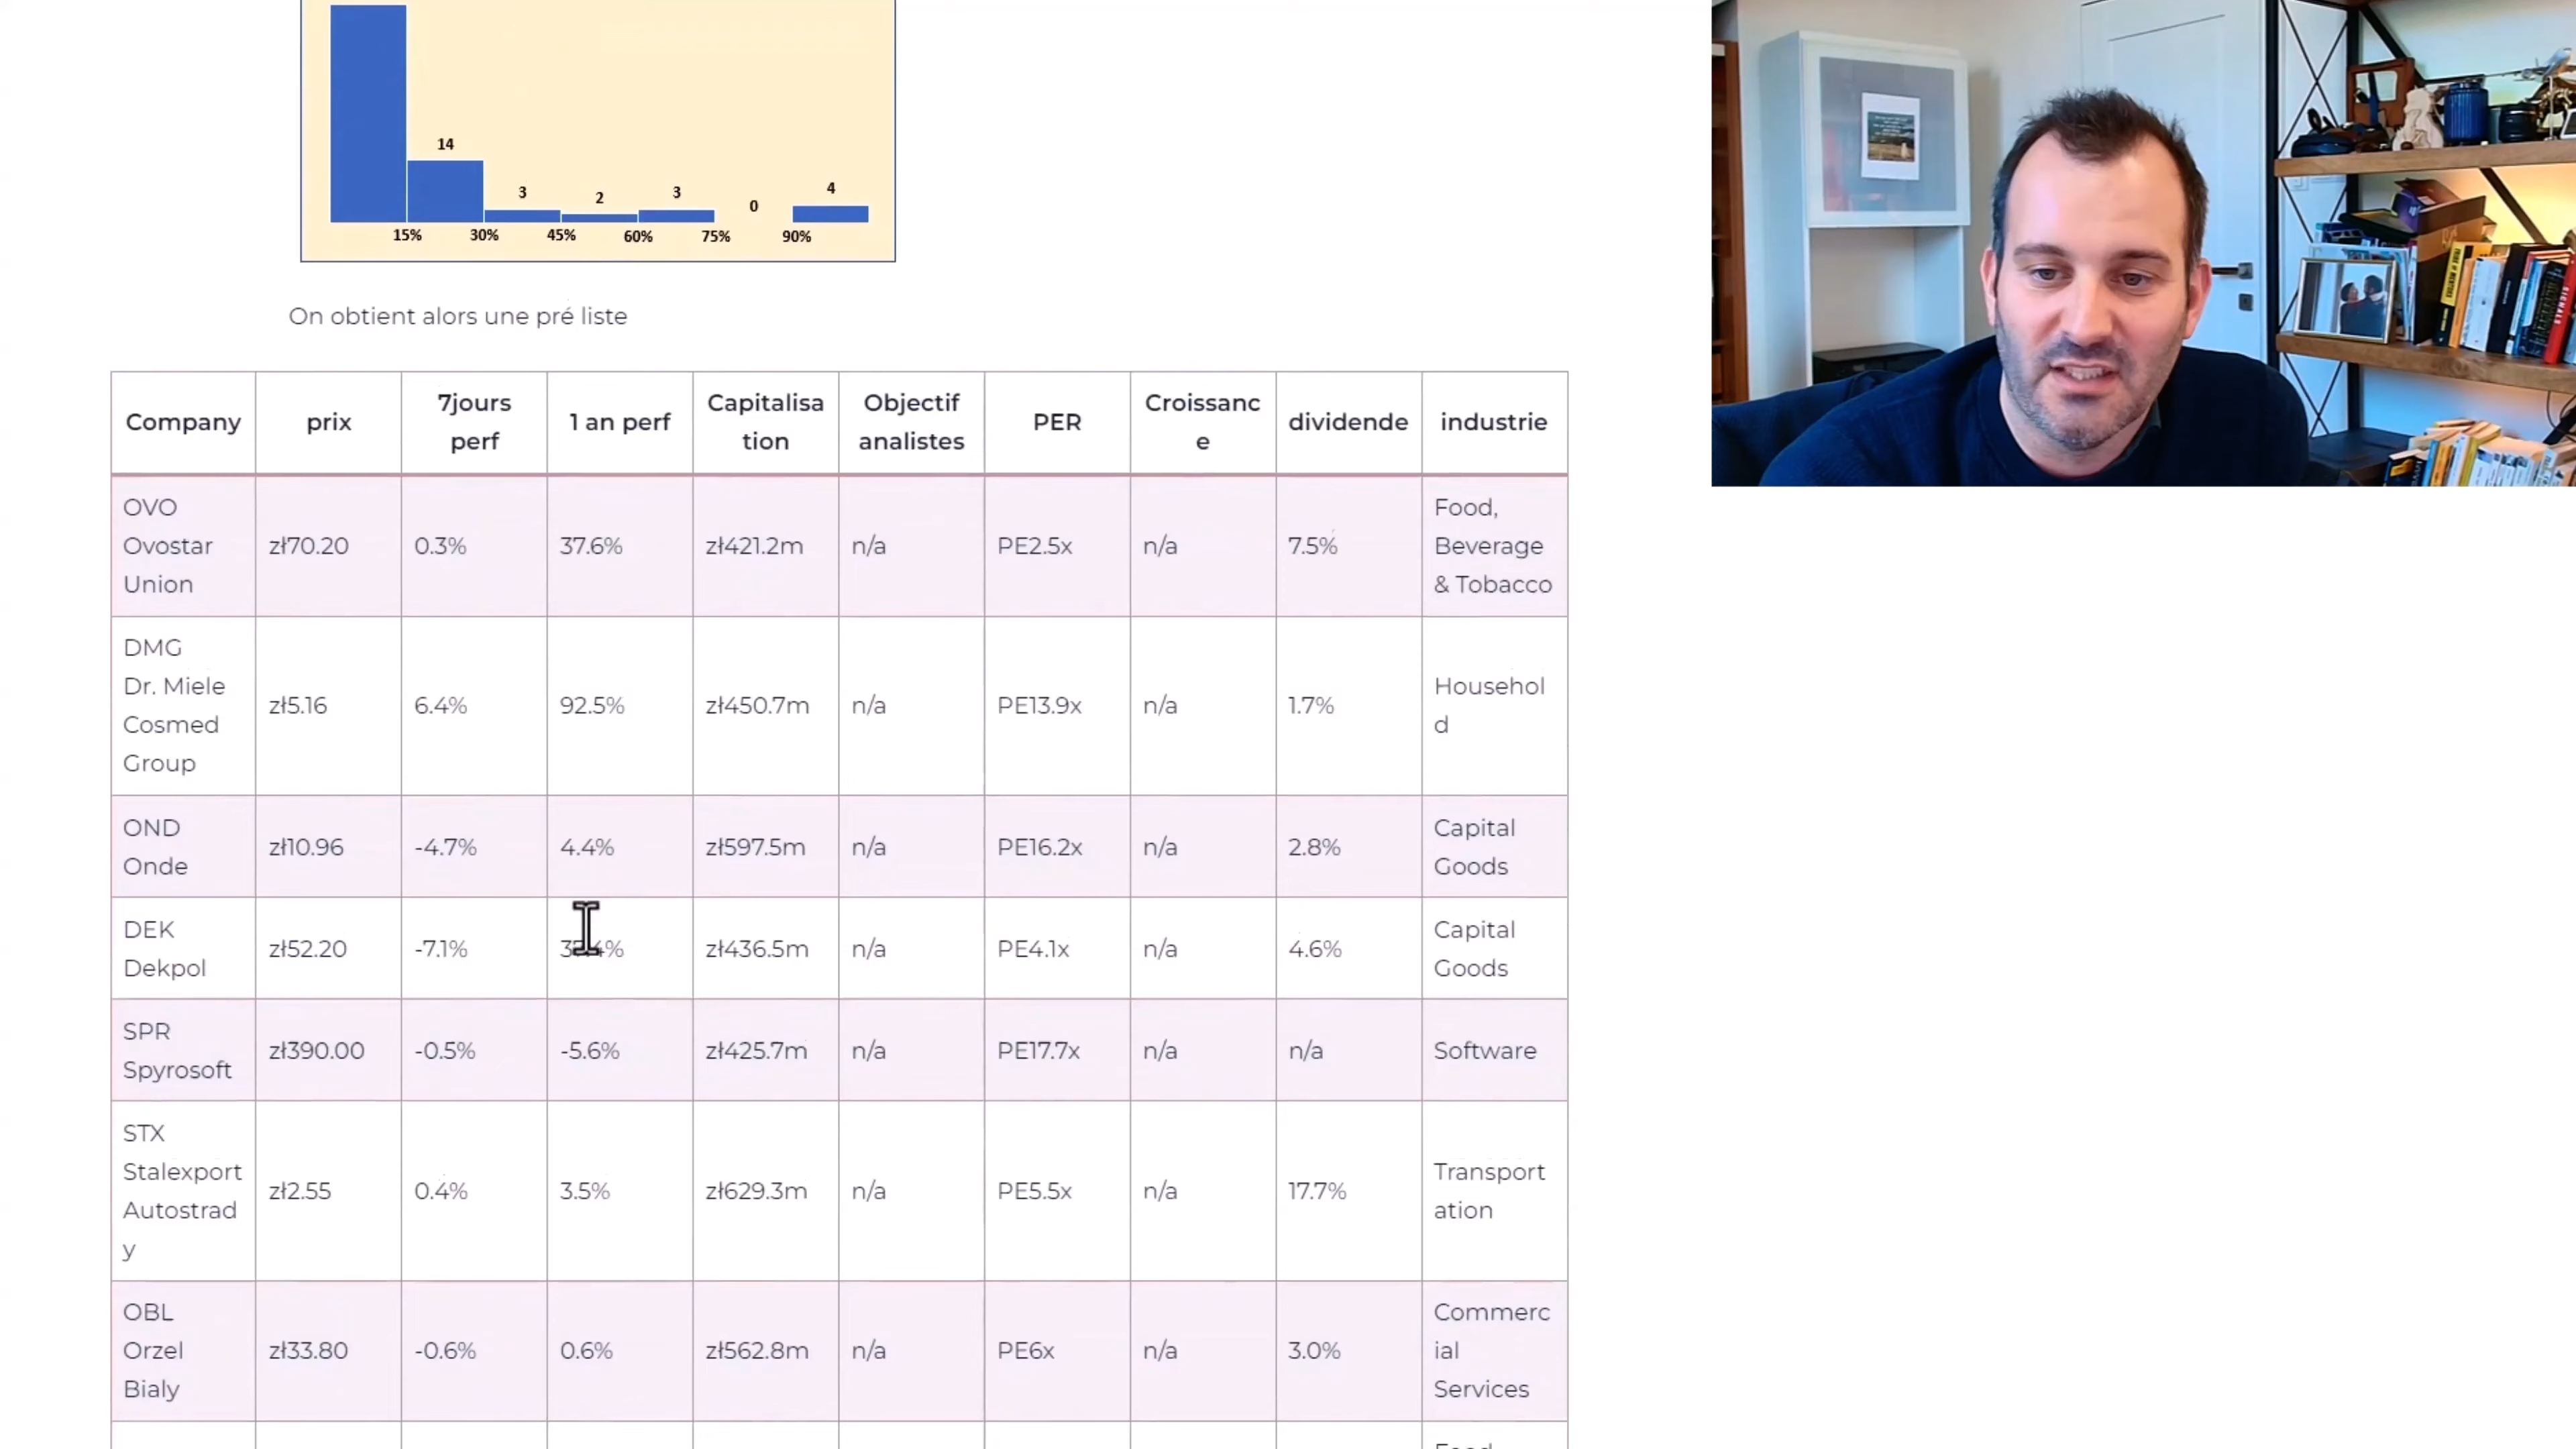 14
3
2
3
0
4
15%
30%
45%
60%
75%
90%
On obtient alors une pré liste
Company
prix
7jours
perf
1 an perf
Capitalisa
tion
Objectif
analistes
PER
Croissanc
e
dividende
industrie
OVO
Ovostar
Union
zł70.20
0.3%
37.6%
zł421.2m
n/a
PE2.5x
n/a
7.5%
Food,
Beverage
& Tobacco
DMG
Dr. Miele
Cosmed
Group
zł5.16
6.4%
92.5%
zł450.7m
n/a
PE13.9x
n/a
1.7%
Househol
d
OND
Onde
zł10.96
-4.7%
4.4%
zł597.5m
n/a
PE16.2x
n/a
2.8%
Capital
Goods
DEK
Dekpol
zł52.20
-7.1%
zł436.5m
n/a
PE4.1x
n/a
4.6%
Capital
Goods
SPR
Spyrosoft
zł390.00
-0.5%
-5.6%
zł425.7m
n/a
PE17.7x
n/a
n/a
Software
STX
Stalexport
Autostrad
y
zł2.55
0.4%
3.5%
zł629.3m
n/a
PE5.5x
n/a
17.7%
Transport
ation
OBL
Orzel
Bialy
zł33.80
-0.6%
0.6%
zł562.8m
n/a
PE6x
n/a
3.0%
Commerc
ial
Services